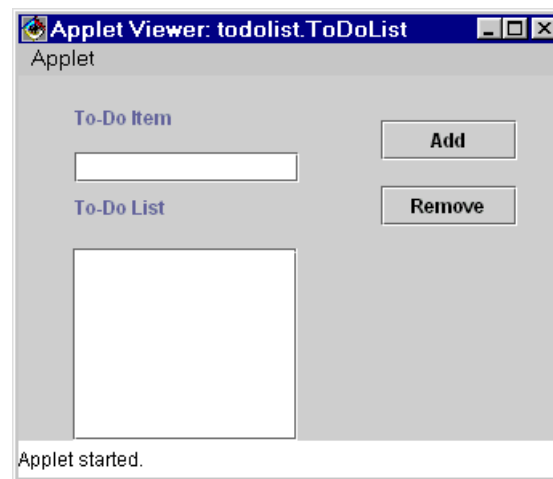 Applet Viewer: todolist.ToDoList
Applet
To-Do Item
Add
To-Do List
Remove
Applet started.